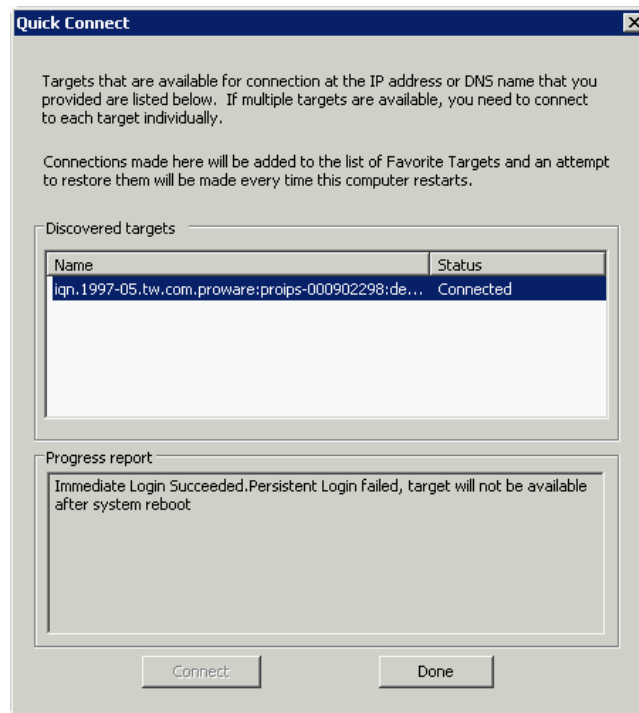 Quick Connect
Targets that are available for connection at the IP address or DNS name that you
provided are listed below.  If multiple targets are available, you need to connect
to each target individually.
Connections made here will be added to the list of Favorite Targets and an attempt
to restore them will be made every time this computer restarts.
Discovered targets
Name Status
iqn.1997-05.tw.com.proware:proips-000902298:de... Connected
Progress report
Immediate Login Succeeded.Persistent Login failed, target will not be available
after system reboot
Connect Done